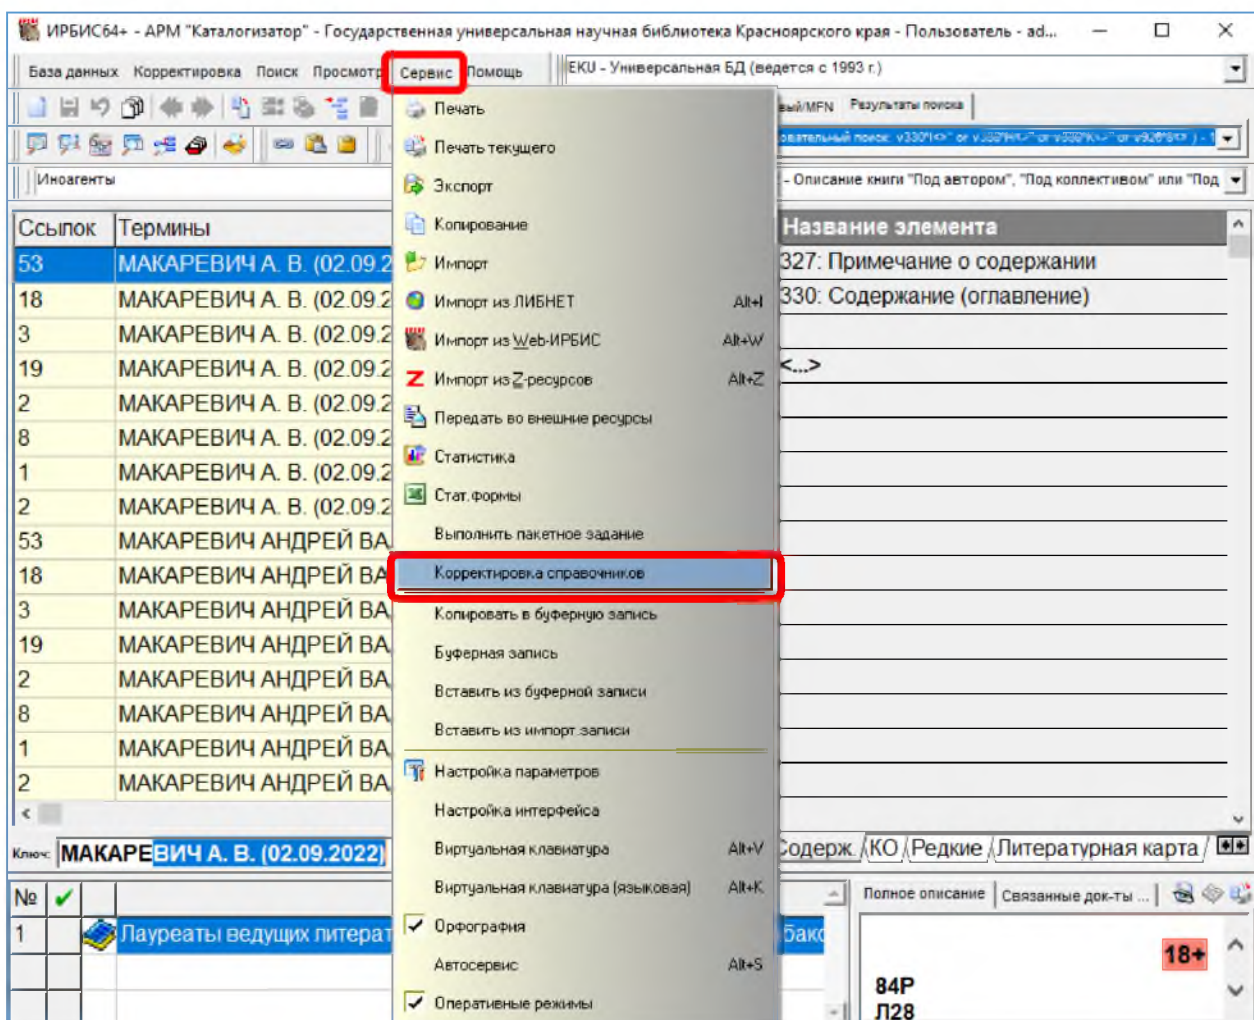 ИРБИС64+ - АРМ "Каталогизатор" - Государственная универсальная научная библиотека Красноярского края - Пользователь - ad...
База данных Корректировка Поиск Просмотр Сервис Помощь
EKU - Универсальная БД (ведется с 1993 г.)
вый/MFN Результаты поиска
Иноагенты
- Описание книги "Под автором", "Под коллективом" или "Под
Ссылок Термины
53 МАКАРЕВИЧ А. В. (02.09.2
18 МАКАРЕВИЧ А. В. (02.09.2
3 МАКАРЕВИЧ А. В. (02.09.2
19 МАКАРЕВИЧ А. В. (02.09.2
2 МАКАРЕВИЧ А. В. (02.09.2
8 МАКАРЕВИЧ А. В. (02.09.2
1 МАКАРЕВИЧ А. В. (02.09.2
2 МАКАРЕВИЧ А. В. (02.09.2
53 МАКАРЕВИЧ АНДРЕЙ ВА
18 МАКАРЕВИЧ АНДРЕЙ ВА
3 МАКАРЕВИЧ АНДРЕЙ ВА
19 МАКАРЕВИЧ АНДРЕЙ ВА
2 МАКАРЕВИЧ АНДРЕЙ ВА
8 МАКАРЕВИЧ АНДРЕЙ ВА
1 МАКАРЕВИЧ АНДРЕЙ ВА
2 МАКАРЕВИЧ АНДРЕЙ ВА
Ключ: МАКАРЕВИЧ А. В. (02.09.2022)
Печать
Печать текущего
Экспорт
Копирование
Импорт
Импорт из ЛИБНЕТ Alt+I
Импорт из Web-ИРБИС Alt+W
Импорт из Z-ресурсов Alt+Z
Передать во внешние ресурсы
Статистика
Стат.формы
Выполнить пакетное задание
Корректировка справочников
Копировать в буферную запись
Буферная запись
Вставить из буферной записи
Вставить из импорт.записи
Настройка параметров
Настройка интерфейса
Виртуальная клавиатура Alt+V
Виртуальная клавиатура (языковая) Alt+K
Орфография
Автосервис Alt+S
Оперативные режимы
Название элемента
327: Примечание о содержании
330: Содержание (оглавление)
<...>
Содерж. КО Редкие Литературная карта
№
1 Лауреаты ведущих литерат
бако
Полное описание Связанные док-ты ...
18+
84Р
Л28